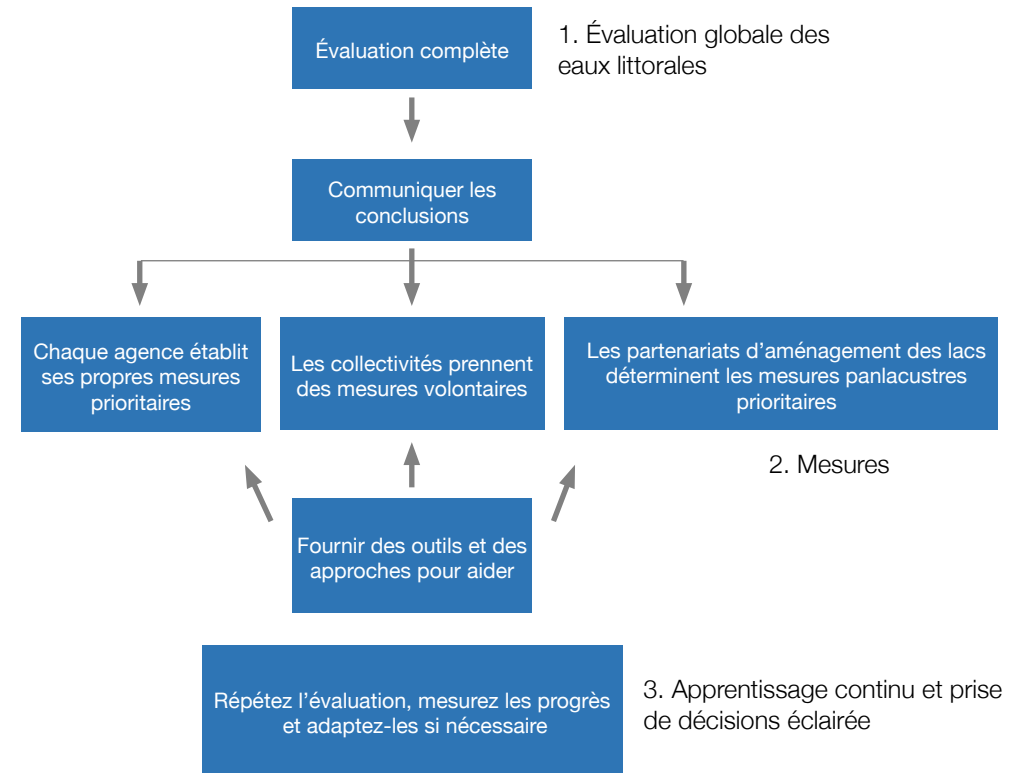 Évaluation complète
1. Évaluation globale des
eaux littorales
Communiquer les
conclusions
Chaque agence établit
ses propres mesures
prioritaires
Les collectivités prennent
des mesures volontaires
Les partenariats d’aménagement des lacs
déterminent les mesures panlacustres
prioritaires
2. Mesures
Fournir des outils et des
approches pour aider
Répétez l’évaluation, mesurez les progrès
et adaptez-les si nécessaire
3. Apprentissage continu et prise
de décisions éclairée